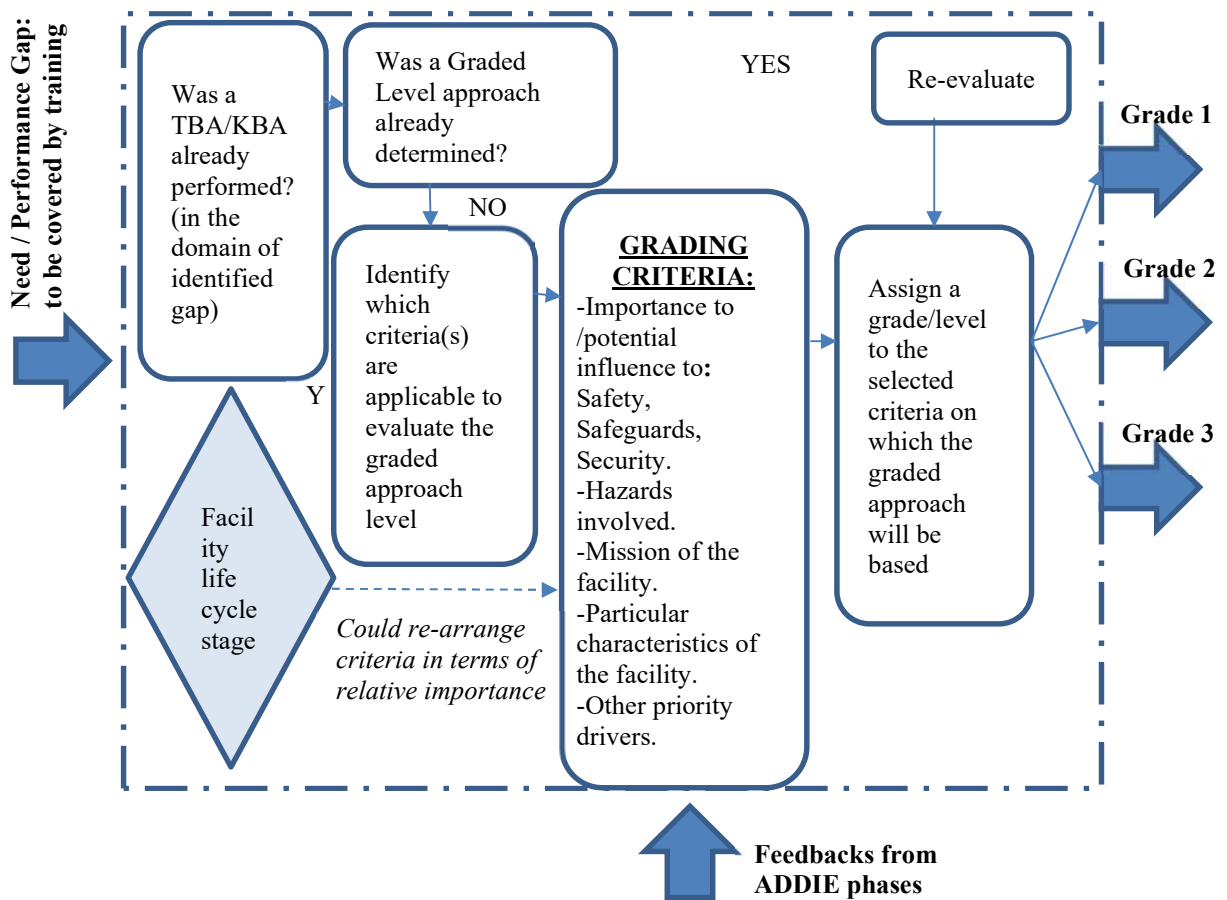 Need / Performance Gap:
to be covered by training
Was a
TBA/KBA
already
performed?
(in the
domain of
identified
gap)
Was a Graded
Level approach
already
determined?
YES
Re-evaluate
NO
Y
Identify
which
criteria(s)
are
applicable to
evaluate the
graded
approach
level
Facil
ity
life
cycle
stage
Could re-arrange
criteria in terms of
relative importance
GRADING
CRITERIA:
-Importance to
/potential
influence to:
Safety,
Safeguards,
Security.
-Hazards
involved.
-Mission of the
facility.
-Particular
characteristics of
the facility.
-Other priority
drivers.
Assign a
grade/level
to the
selected
criteria on
which the
graded
approach
will be
based
Grade 1
Grade 2
Grade 3
Feedbacks from
ADDIE phases